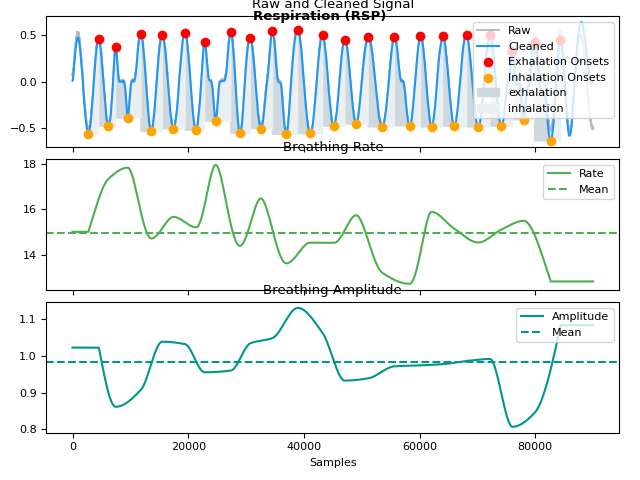 Raw and Cleaned Signal
Respiration (RSP)
0.5
0.0
−0.5
Raw
Cleaned
Exhalation Onsets
Inhalation Onsets
exhalation
inhalation
Breathing Rate
18
16
14
Rate
Mean
Breathing Amplitude
1.1
1.0
0.9
0.8
Amplitude
Mean
0 20000 40000 60000 80000
Samples